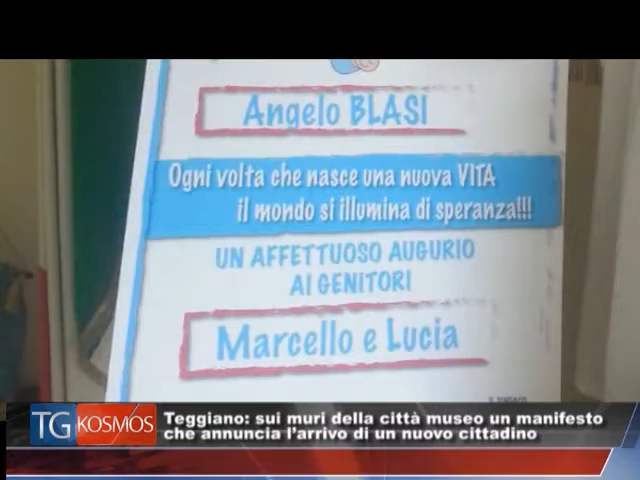 Angelo BLASI
Ogni volta che nasce una nuova VITA
il mondo si illumina di speranza!!!
UN AFFETTUOSO AUGURIO
AI GENITORI
Marcello e Lucia
IL SINDACO
TG KOSMOS
Teggiano: sui muri della città museo un manifesto
che annuncia l'arrivo di un nuovo cittadino